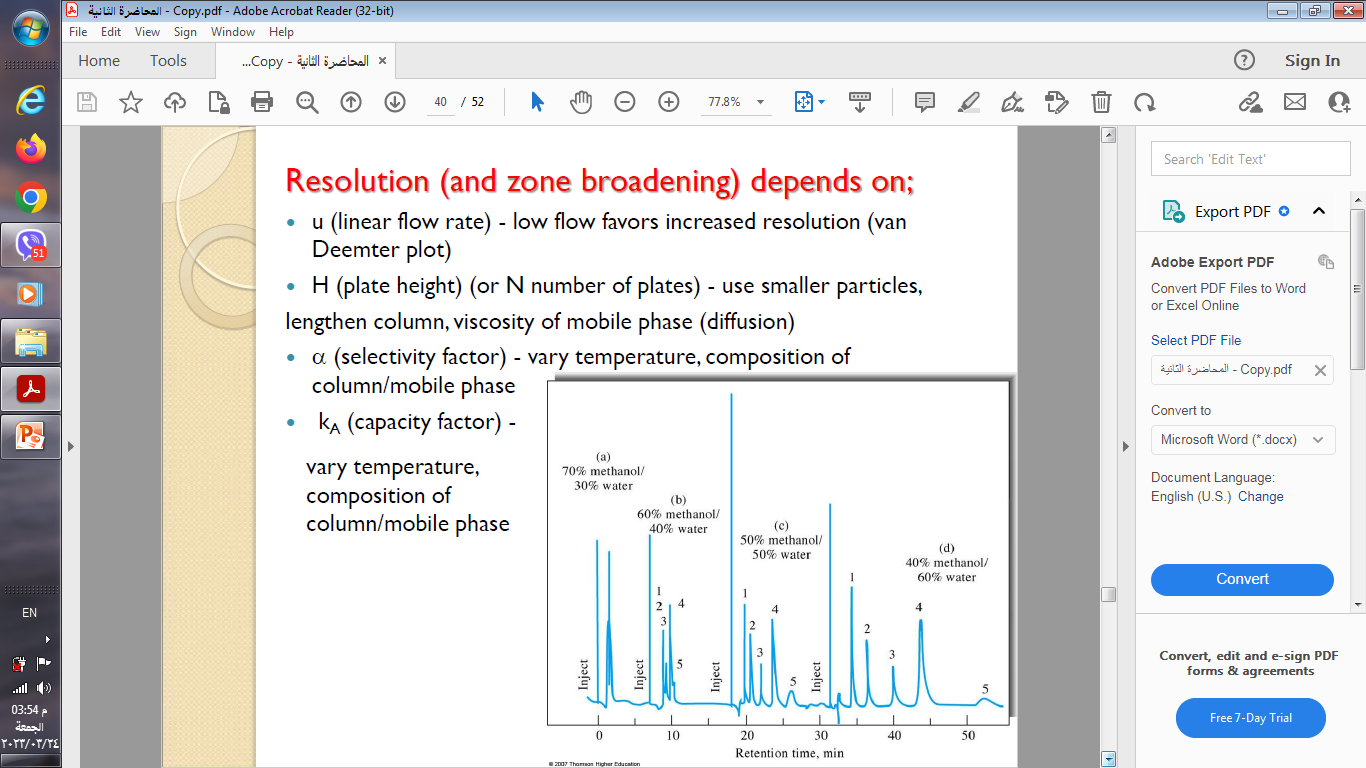 المحاضرة الثانية - Copy.pdf - Adobe Acrobat Reader (32-bit)
File Edit View Sign Window Help
Home Tools
...Copy - المحاضرة الثانية ×
? Sign In
40 / 52
77.8%
Resolution (and zone broadening) depends on;
• u (linear flow rate) - low flow favors increased resolution (van
Deemter plot)
• H (plate height) (or N number of plates) - use smaller particles,
lengthen column, viscosity of mobile phase (diffusion)
• α (selectivity factor) - vary temperature, composition of
column/mobile phase
• kA (capacity factor) -
vary temperature,
composition of
column/mobile phase
(a)
70% methanol/
30% water
(b)
60% methanol/
40% water
(c)
50% methanol/
50% water
(d)
40% methanol/
60% water
Inject
Inject
1
2
3
4
5
Inject
1
2
3
4
5
Inject
1
2
3
4
5
0 10 20 30 40 50
Retention time, min
© 2007 Thomson Higher Education
Search 'Edit Text'
Export PDF
Adobe Export PDF
Convert PDF Files to Word
or Excel Online
Select PDF File
المحاضرة الثانية - Copy.pdf
Convert to
Microsoft Word (*.docx)
Document Language:
English (U.S.) Change
Convert
Convert, edit and e-sign PDF
forms & agreements
Free 7-Day Trial
51
EN
03:54 م
الجمعة
٢٠٢٣/٠٣/٢٤